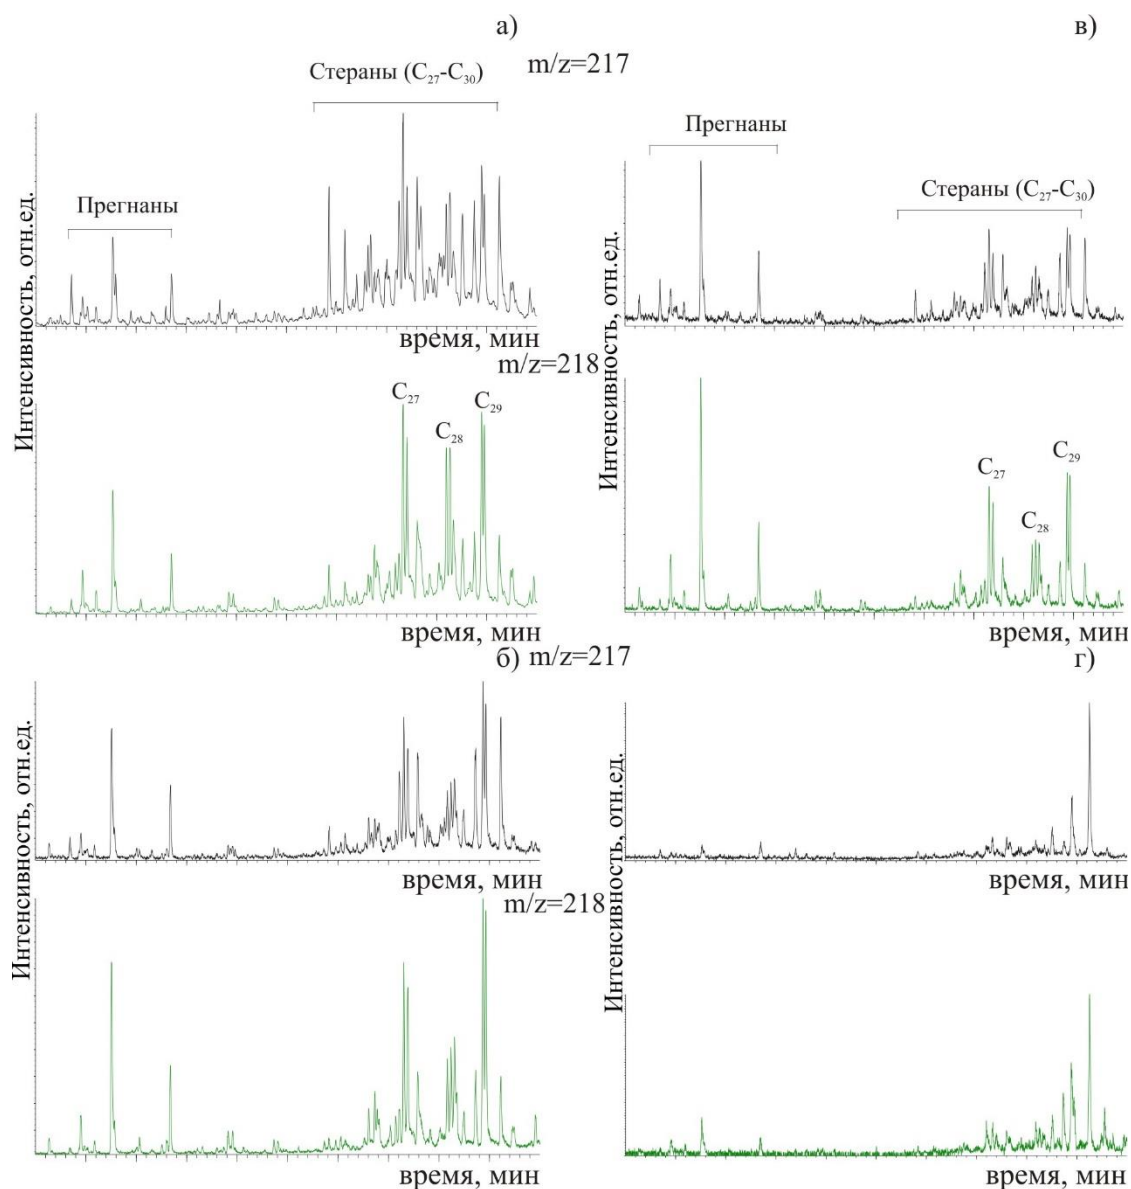 а)
в)
m/z=217
Стераны (C₂₇-C₃₀)
Прегнаны
Прегнаны
Стераны (C₂₇-C₃₀)
Интенсивность, отн.ед.
Интенсивность, отн.ед.
время, мин
время, мин
m/z=218
C₂₇
C₂₈
C₂₉
C₂₇
C₂₈
C₂₉
время, мин
время, мин
б) m/z=217
г)
Интенсивность, отн.ед.
Интенсивность, отн.ед.
время, мин
время, мин
m/z=218
время, мин
время, мин